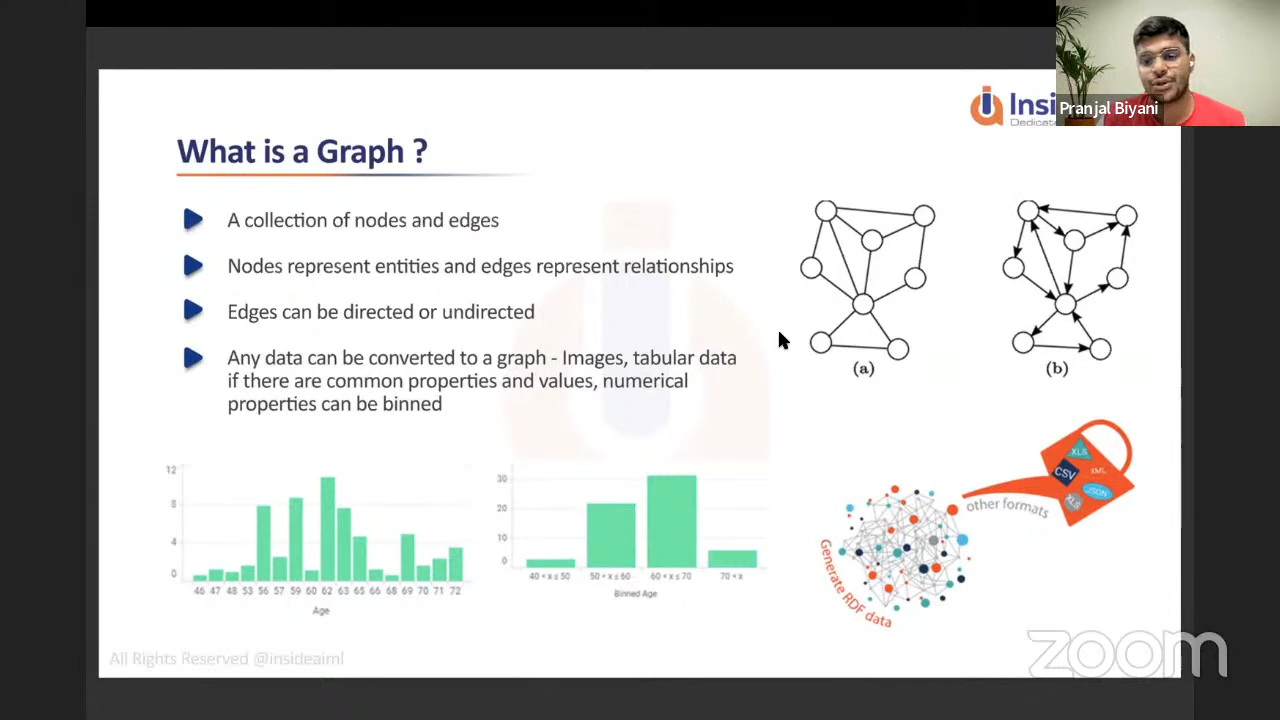 Insi
Dedicate
Pranjal Biyani
What is a Graph ?
A collection of nodes and edges
Nodes represent entities and edges represent relationships
Edges can be directed or undirected
Any data can be converted to a graph - Images, tabular data
if there are common properties and values, numerical
properties can be binned
(a)
(b)
12
8
4
0
46 47 48 53 56 57 59 60 62 63 65 66 68 69 70 71 72
Age
30
20
10
0
40 < x ≤ 50 50 < x ≤ 60 60 < x ≤ 70 70 < x
Binned Age
XLS
CSV
XML
JSON
XLS
other formats
Generate RDF data
All Rights Reserved @insideaiml
zoom